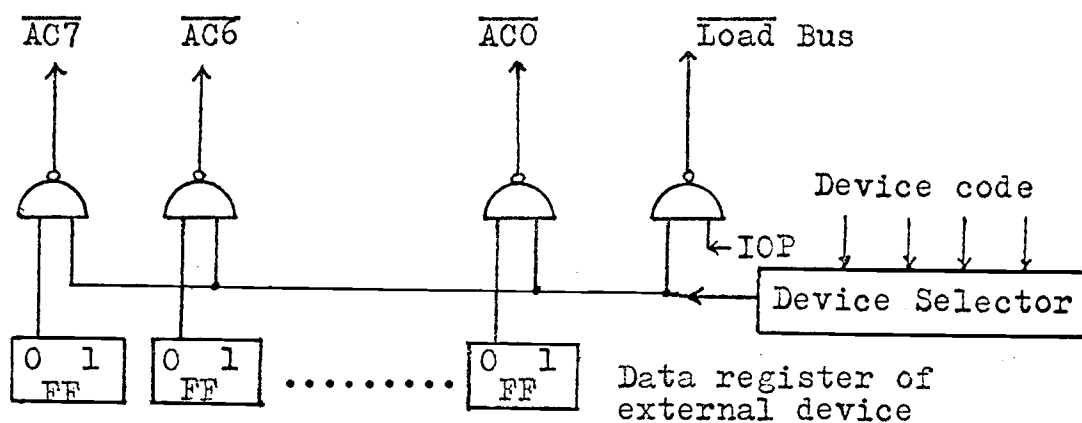 AC7 AC6 AC0 Load Bus
Device code
IOP
Device Selector
0 1 0 1 0 1
FF FF FF
Data register of
external device